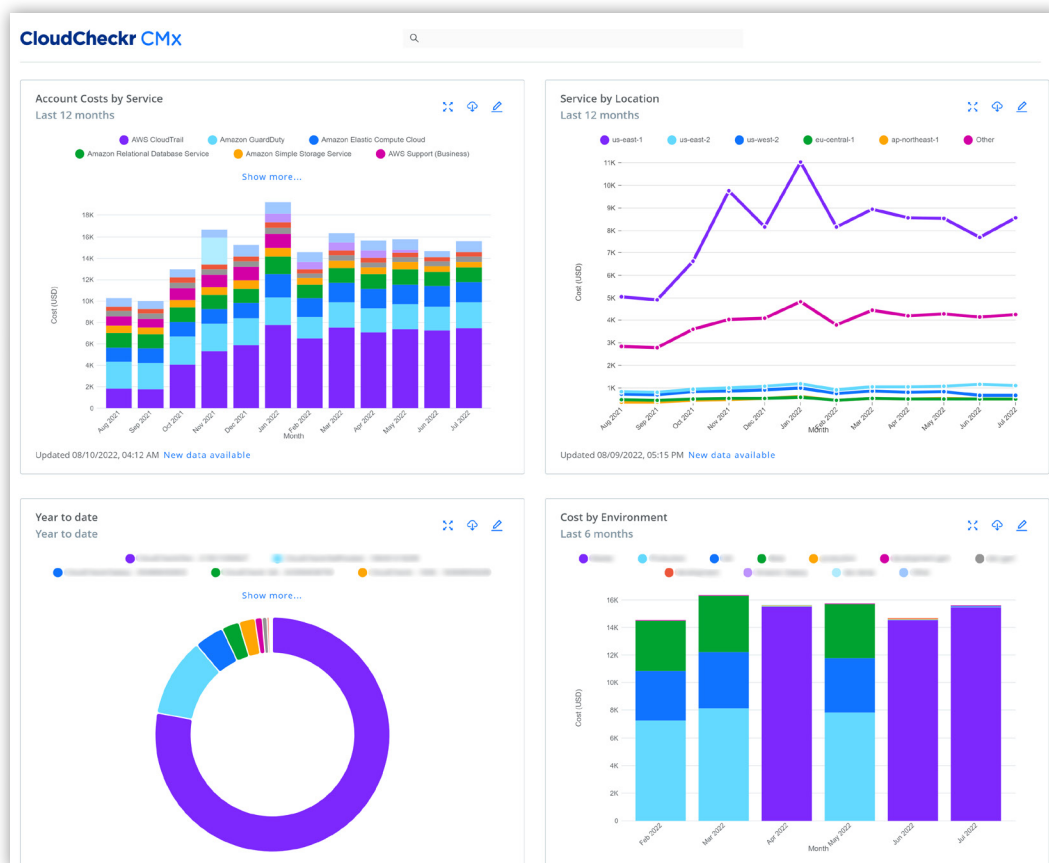 CloudCheckr CMx
Account Costs by Service
Last 12 months
AWS CloudTrail Amazon GuardDuty Amazon Elastic Compute Cloud
Amazon Relational Database Service Amazon Simple Storage Service AWS Support (Business)
Show more...
18K
16K
14K
12K
10K
8K
6K
4K
2K
0
Cost (USD)
Aug 2021 Sep 2021 Oct 2021 Nov 2021 Dec 2021 Jan 2022 Feb 2022 Mar 2022 Apr 2022 May 2022 Jun 2022 Jul 2022
Month
Updated 08/10/2022, 04:12 AM New data available
Service by Location
Last 12 months
us-east-1 us-east-2 us-west-2 eu-central-1 ap-northeast-1 Other
11K
10K
9K
8K
7K
6K
5K
4K
3K
2K
1K
Cost (USD)
Aug 2021 Sep 2021 Oct 2021 Nov 2021 Dec 2021 Jan 2022 Feb 2022 Mar 2022 Apr 2022 May 2022 Jun 2022 Jul 2022
Month
Updated 08/09/2022, 05:15 PM New data available
Year to date
Year to date
Show more...
Cost by Environment
Last 6 months
16K
14K
12K
10K
8K
6K
4K
2K
0
Cost (USD)
Feb 2022 Mar 2022 Apr 2022 May 2022 Jun 2022 Jul 2022
Month